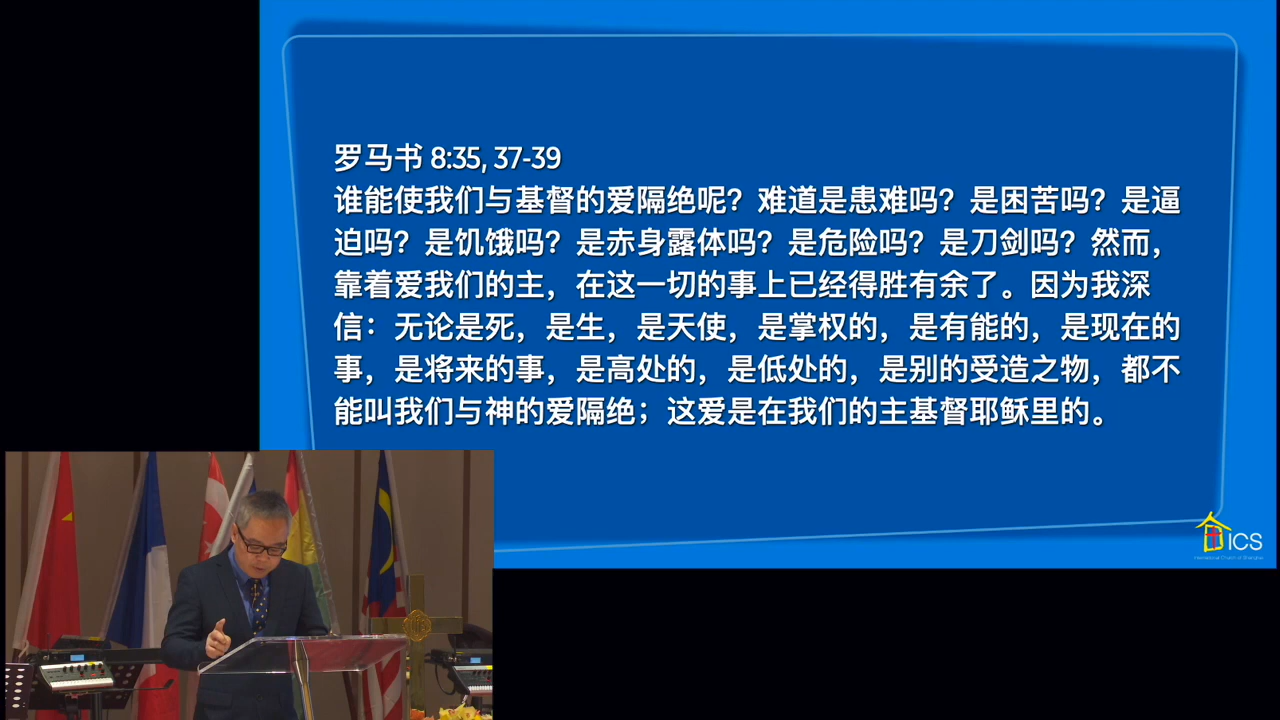 罗马书 8:35, 37-39
谁能使我们与基督的爱隔绝呢？难道是患难吗？是困苦吗？是逼
迫吗？是饥饿吗？是赤身露体吗？是危险吗？是刀剑吗？然而，
靠着爱我们的主，在这一切的事上已经得胜有余了。因为我深
信：无论是死，是生，是天使，是掌权的，是有能的，是现在的
事，是将来的事，是高处的，是低处的，是别的受造之物，都不
能叫我们与神的爱隔绝；这爱是在我们的主基督耶稣里的。
ICS
International Church of Shanghai